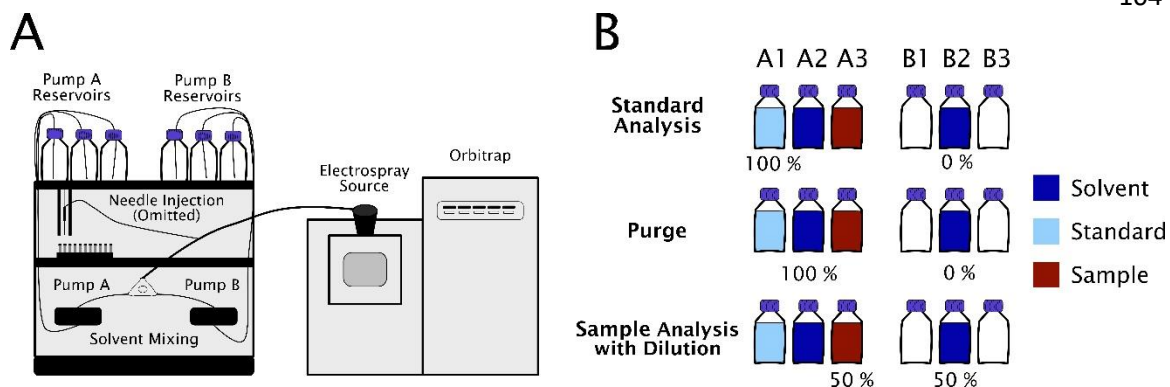 A
Pump A
Reservoirs
Pump B
Reservoirs
Needle Injection
(Omitted)
Pump A
Pump B
Solvent Mixing
Electrospray
Source
Orbitrap
B
A1 A2 A3 B1 B2 B3
Standard
Analysis
100 % 0 %
Purge
100 % 0 %
Sample Analysis
with Dilution
50 % 50 %
Solvent
Standard
Sample